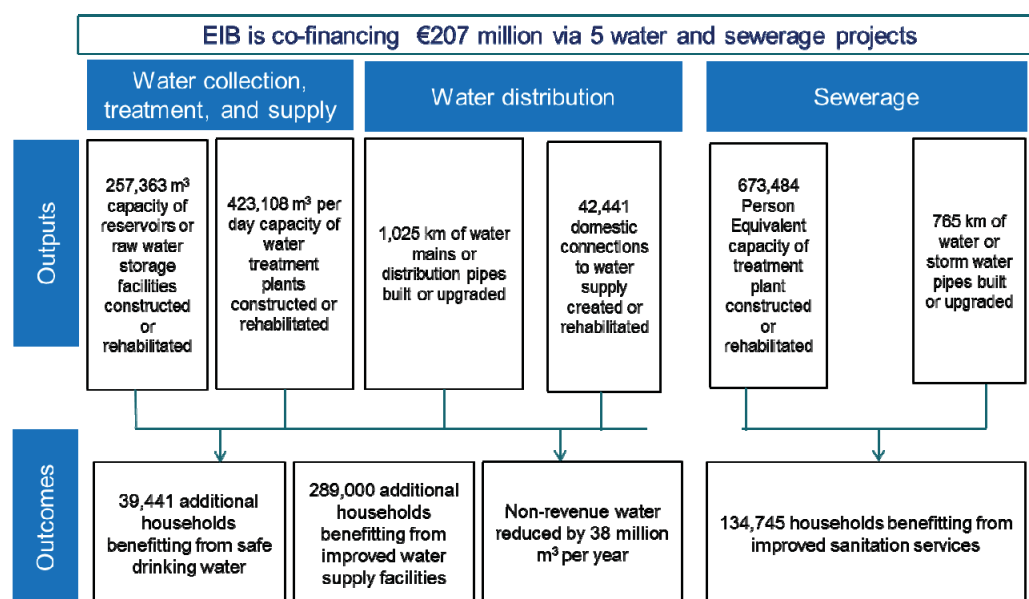 EIB is co-financing €207 million via 5 water and sewerage projects
Water collection,
treatment, and supply
Water distribution
Sewerage
Outputs
257,363 m³
capacity of
reservoirs or
raw water
storage
facilities
constructed
or
rehabilitated
423,108 m³ per
day capacity of
water
treatment
plants
constructed or
rehabilitated
1,025 km of water
mains or
distribution pipes
built or upgraded
42,441
domestic
connections
to water
supply
created or
rehabilitated
673,484
Person
Equivalent
capacity of
treatment
plant
constructed
or
rehabilitated
765 km of
water or
storm water
pipes built
or upgraded
Outcomes
39,441 additional
households
benefitting from safe
drinking water
289,000 additional
households
benefitting from
improved water
supply facilities
Non-revenue water
reduced by 38 million
m³ per year
134,745 households benefitting from
improved sanitation services